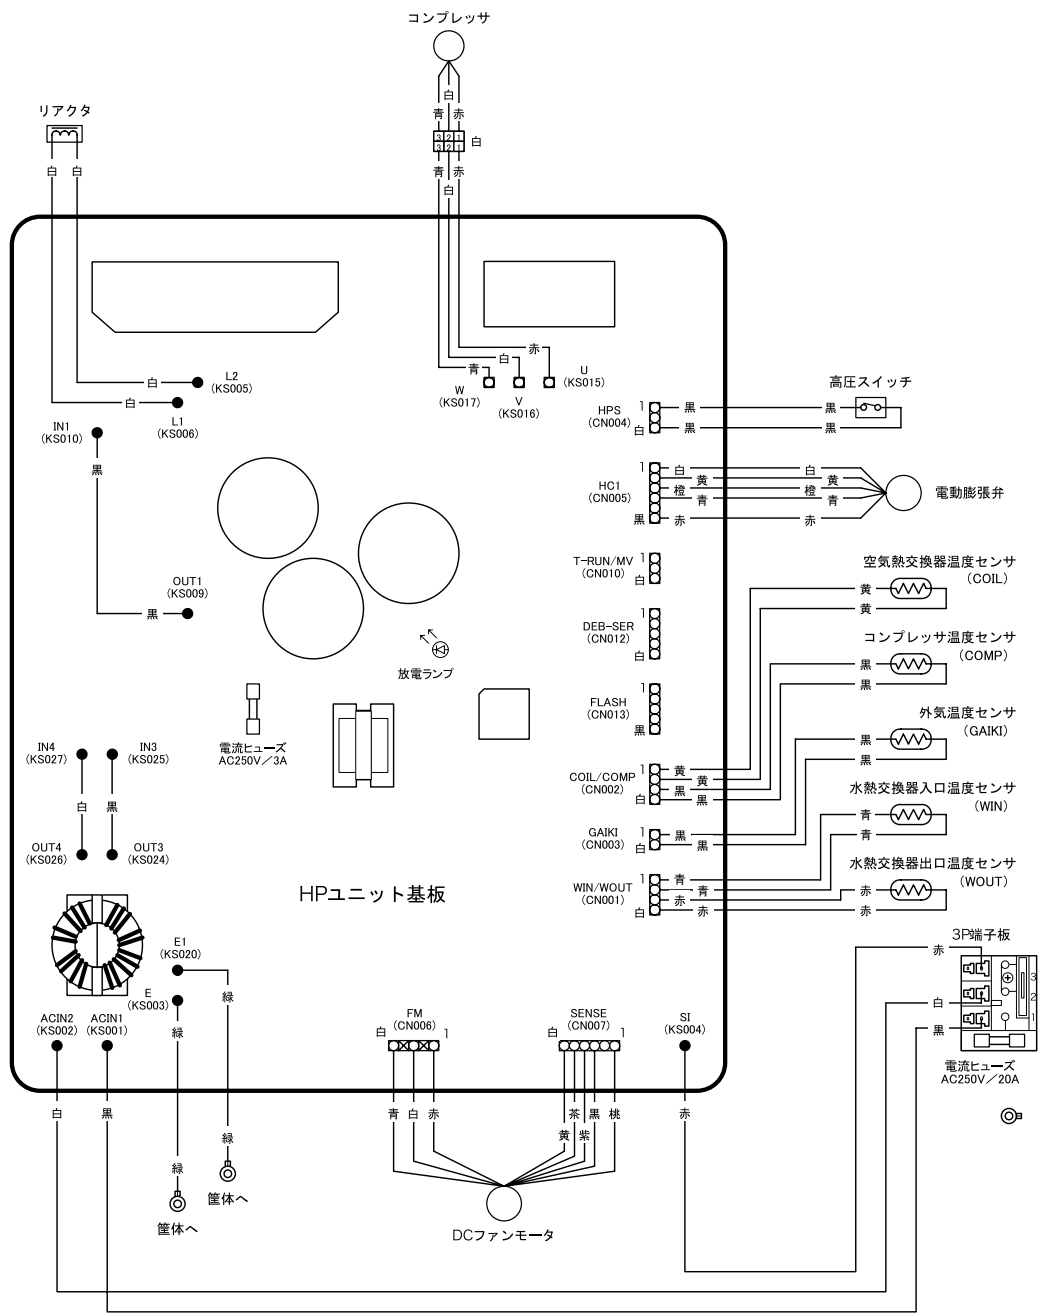 コンプレッサ
白
青 赤
3 2 1
3 2 1
白
青 赤
白
リアクタ
白 白
赤
白
青
U
(KS015)
V
(KS016)
W
(KS017)
白
L2
(KS005)
白
L1
(KS006)
IN1
(KS010)
黒
OUT1
(KS009)
黒
放電ランプ
電流ヒューズ
AC250V／3A
IN4
(KS027)
IN3
(KS025)
白 黒
OUT4
(KS026)
OUT3
(KS024)
HPユニット基板
E1
(KS020)
緑
E
(KS003)
緑
ACIN2
(KS002)
ACIN1
(KS001)
白 黒
緑
緑
筐体へ
筐体へ
HPS
(CN004)
1
白
黒 黒
黒 黒
高圧スイッチ
HC1
(CN005)
1
黒
白 白
黄 黄
橙 橙
青 青
赤 赤
電動膨張弁
T-RUN/MV
(CN010)
1
白
DEB-SER
(CN012)
1
白
FLASH
(CN013)
1
黒
COIL/COMP
(CN002)
1
白
黄
黄
黒
黒
GAIKI
(CN003)
1
白
黒
黒
WIN/WOUT
(CN001)
1
白
青
青
赤
赤
空気熱交換器温度センサ
(COIL)
黄
黄
コンプレッサ温度センサ
(COMP)
黒
黒
外気温度センサ
(GAIKI)
黒
黒
水熱交換器入口温度センサ
(WIN)
青
青
水熱交換器出口温度センサ
(WOUT)
赤
赤
3P端子板
赤
白
黒
3
2
1
電流ヒューズ
AC250V／20A
FM
(CN006)
白 1
青 白 赤
SENSE
(CN007)
白 1
茶 黒 桃
黄 紫
SI
(KS004)
赤
DCファンモータ